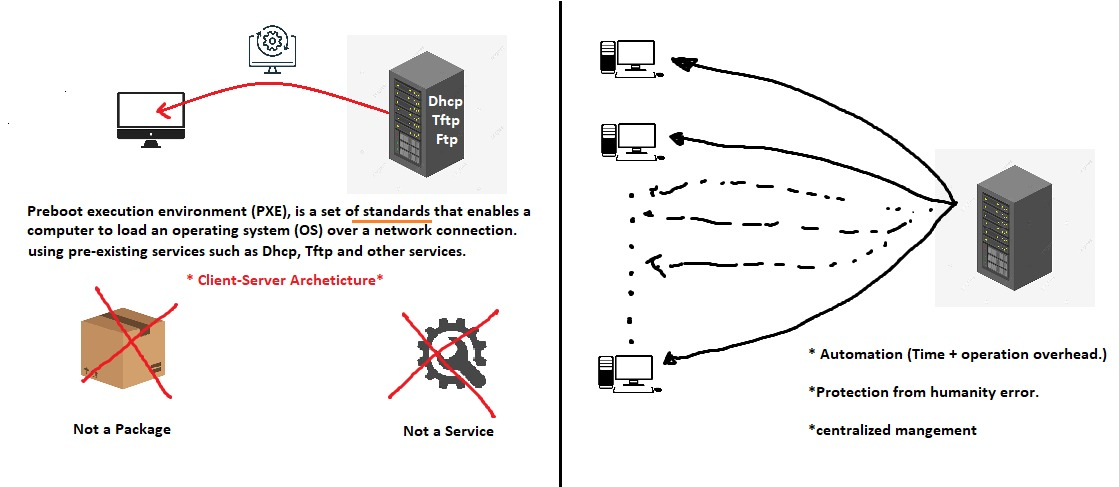 Dhcp
Tftp
Ftp
Preboot execution environment (PXE), is a set of standards that enables a
computer to load an operating system (OS) over a network connection.
using pre-existing services such as Dhcp, Tftp and other services.
* Client-Server Archeticture*
Not a Package
Not a Service
* Automation (Time + operation overhead.)
*Protection from humanity error.
*centralized mangement